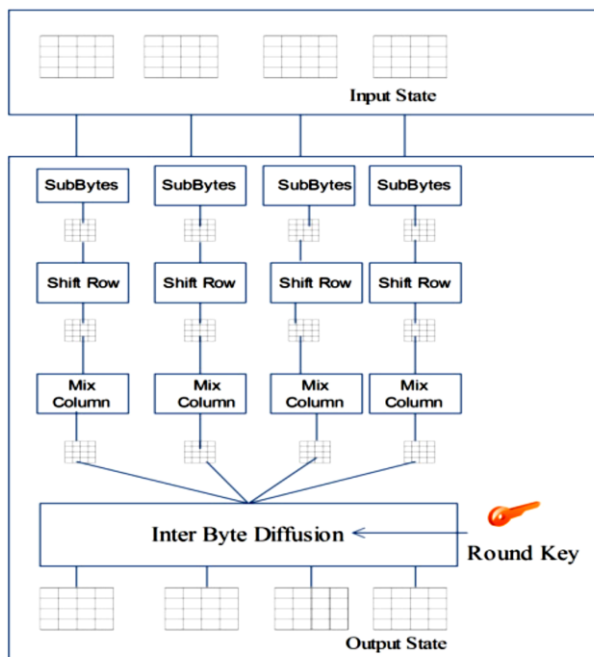 Input State
SubBytes SubBytes SubBytes SubBytes
Shift Row Shift Row Shift Row Shift Row
Mix Mix Mix Mix
Column Column Column Column
Inter Byte Diffusion
Round Key
Output State